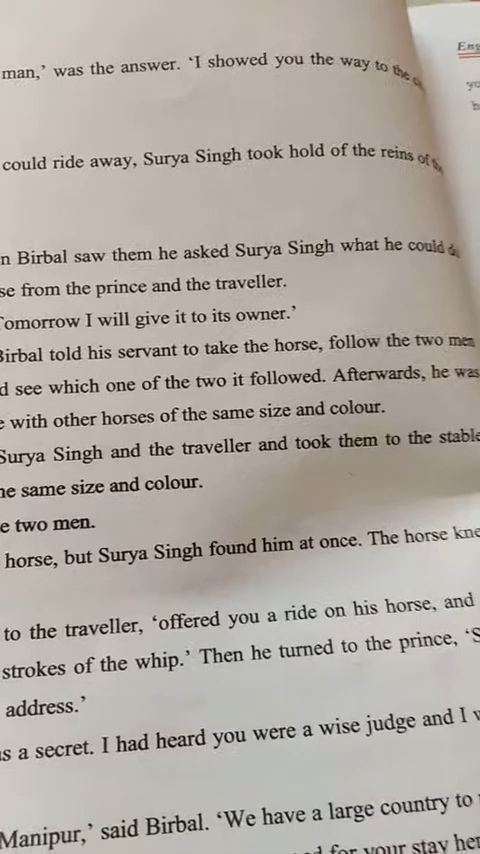 man,’ was the answer. ‘I showed you the way to the
could ride away, Surya Singh took hold of the reins of
Birbal saw them he asked Surya Singh what he could
from the prince and the traveller.
Tomorrow I will give it to its owner.’
Birbal told his servant to take the horse, follow the two men
see which one of the two it followed. Afterwards, he was
with other horses of the same size and colour.
Surya Singh and the traveller and took them to the stable
same size and colour.
two men.
horse, but Surya Singh found him at once. The horse
to the traveller, ‘offered you a ride on his horse, and
strokes of the whip.’ Then he turned to the prince,
address.’
a secret. I had heard you were a wise judge and I
Manipur,’ said Birbal. ‘We have a large country to
for your stay